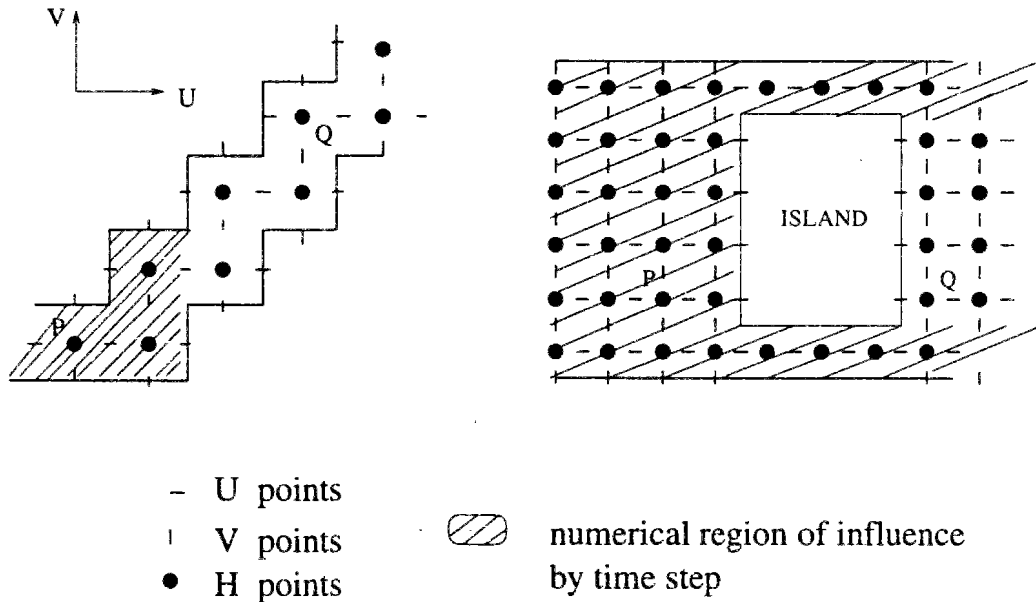 V
U
Q
P
ISLAND
P
Q
U points
V points
H points
numerical region of influence
by time step